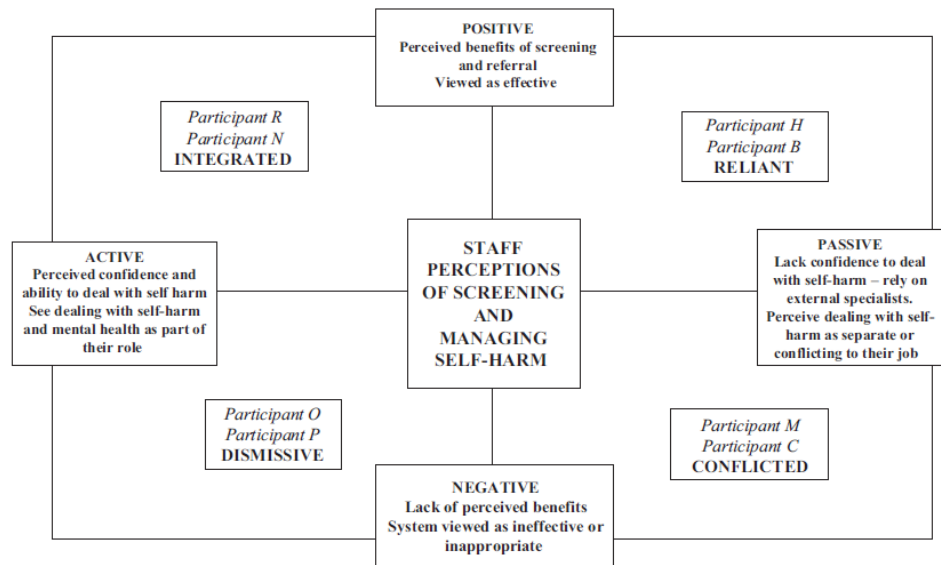 POSITIVE
Perceived benefits of screening
and referral
Viewed as effective
Participant R
Participant N
INTEGRATED
Participant H
Participant B
RELIANT
ACTIVE
Perceived confidence and
ability to deal with self harm
See dealing with self-harm
and mental health as part of
their role
STAFF
PERCEPTIONS
OF SCREENING
AND
MANAGING
SELF-HARM
PASSIVE
Lack confidence to deal
with self-harm – rely on
external specialists.
Perceive dealing with self-
harm as separate or
conflicting to their job
Participant O
Participant P
DISMISSIVE
Participant M
Participant C
CONFLICTED
NEGATIVE
Lack of perceived benefits
System viewed as ineffective or
inappropriate